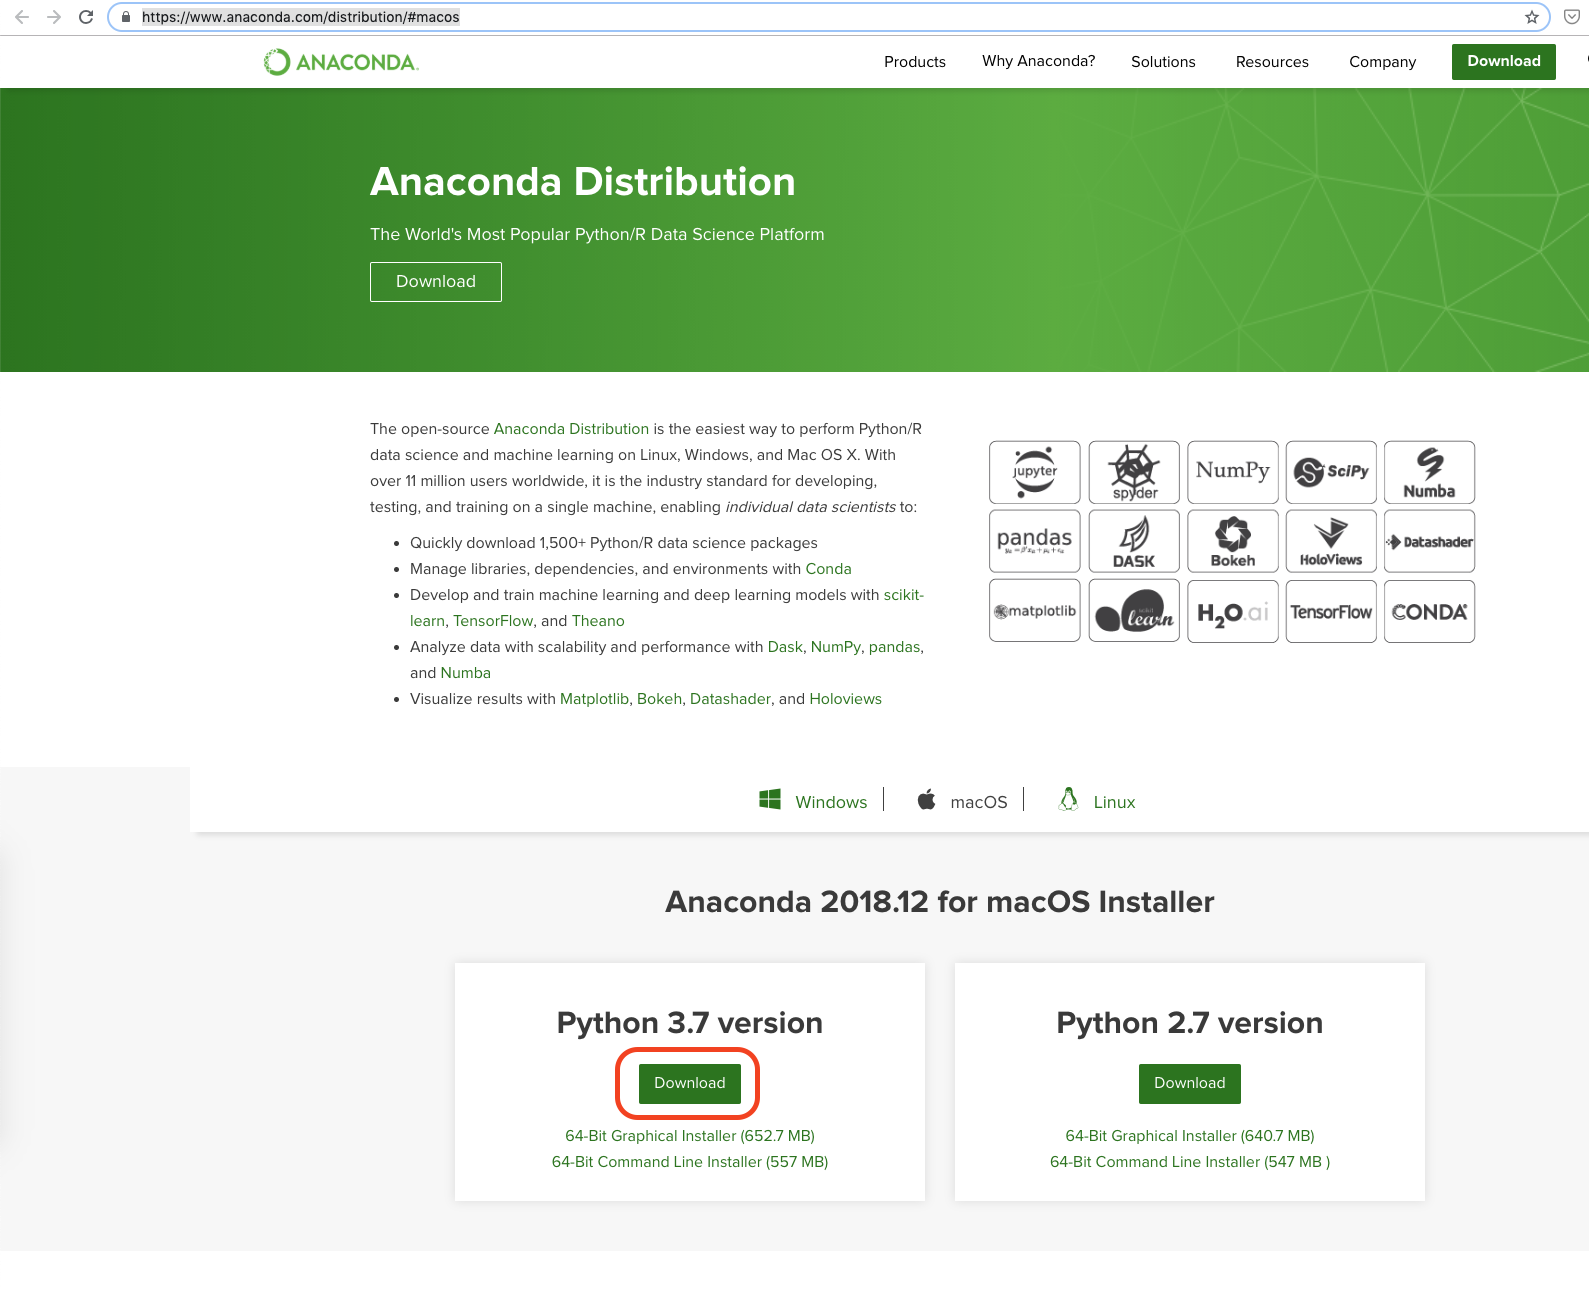 https://www.anaconda.com/distribution/#macos
ANACONDA.
Products Why Anaconda? Solutions Resources Company Download
Anaconda Distribution
The World's Most Popular Python/R Data Science Platform
Download
The open-source Anaconda Distribution is the easiest way to perform Python/R
data science and machine learning on Linux, Windows, and Mac OS X. With
over 11 million users worldwide, it is the industry standard for developing,
testing, and training on a single machine, enabling individual data scientists to:
• Quickly download 1,500+ Python/R data science packages
• Manage libraries, dependencies, and environments with Conda
• Develop and train machine learning and deep learning models with scikit-
learn, TensorFlow, and Theano
• Analyze data with scalability and performance with Dask, NumPy, pandas,
and Numba
• Visualize results with Matplotlib, Bokeh, Datashader, and Holoviews
jupyter spyder NumPy SciPy Numba
pandas DASK Bokeh HoloViews Datashader
matplotlib scikit learn H2O.ai TensorFlow CONDA
Windows macOS Linux
Anaconda 2018.12 for macOS Installer
Python 3.7 version
Download
64-Bit Graphical Installer (652.7 MB)
64-Bit Command Line Installer (557 MB)
Python 2.7 version
Download
64-Bit Graphical Installer (640.7 MB)
64-Bit Command Line Installer (547 MB )